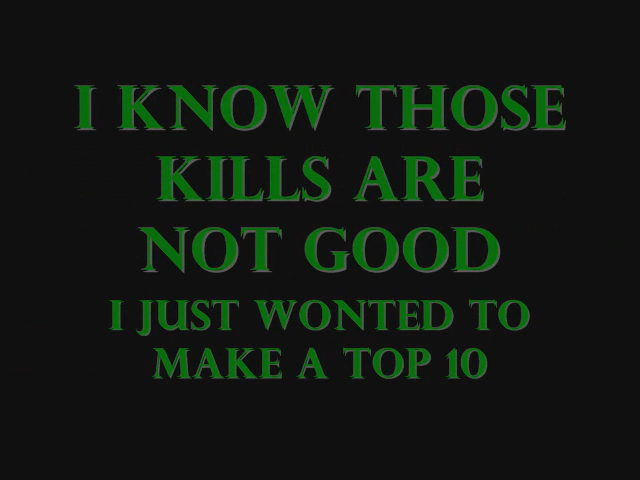 I KNOW THOSE
KILLS ARE
NOT GOOD
I JUST WONTED TO
MAKE A TOP 10